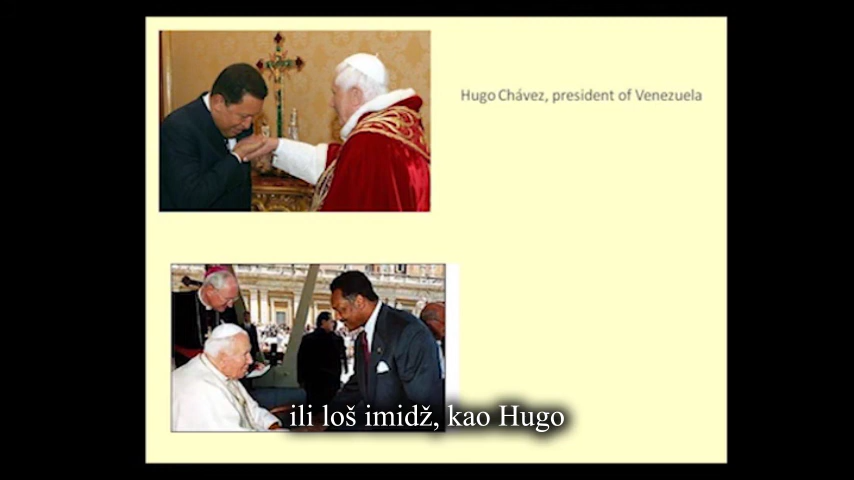 Hugo Chávez, president of Venezuela
ili loš imidž, kao Hugo